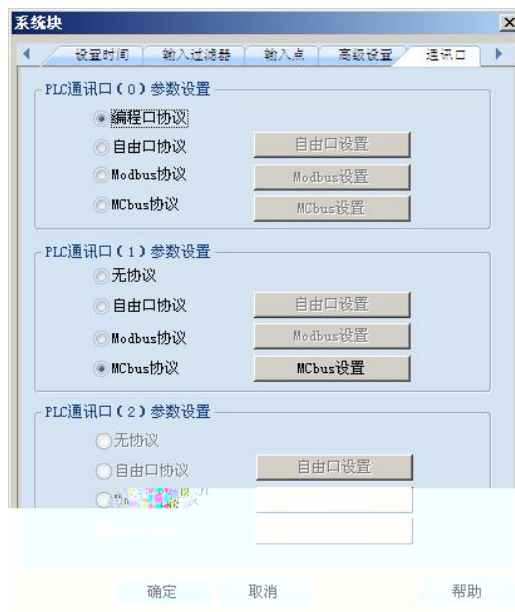 系统块
设置时间 输入过滤器 输入点 高级设置 通讯口
PLC通讯口(0)参数设置
编程口协议
自由口协议 自由口设置
Modbus协议 Modbus设置
MCbus协议 MCbus设置
PLC通讯口(1)参数设置
无协议
自由口协议 自由口设置
Modbus协议 Modbus设置
MCbus协议 MCbus设置
PLC通讯口(2)参数设置
无协议
自由口协议 自由口设置
确定 取消 帮助